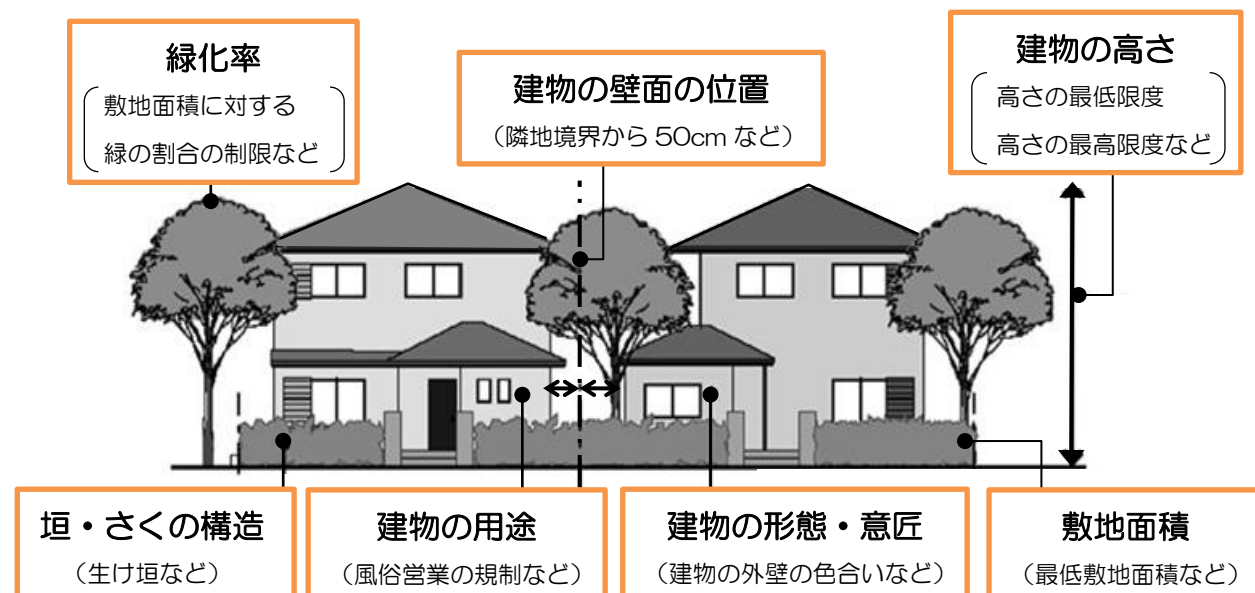 緑化率
敷地面積に対する
緑の割合の制限など
建物の壁面の位置
（隣地境界から 50cm など）
建物の高さ
高さの最低限度
高さの最高限度など
垣・さくの構造
（生け垣など）
建物の用途
（風俗営業の規制など）
建物の形態・意匠
（建物の外壁の色合いなど）
敷地面積
（最低敷地面積など）